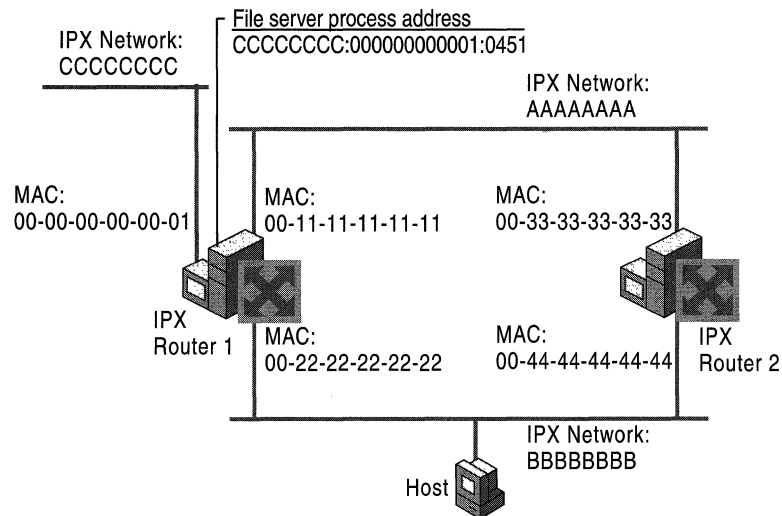 File server process address
CCCCCCCC:000000000001:0451
IPX Network:
CCCCCCCC
IPX Network:
AAAAAAAA
MAC:
00-00-00-00-00-01
MAC:
00-11-11-11-11-11
MAC:
00-33-33-33-33-33
IPX
Router 1
MAC:
00-22-22-22-22-22
MAC:
00-44-44-44-44-44
IPX
Router 2
IPX Network:
BBBBBBBB
Host